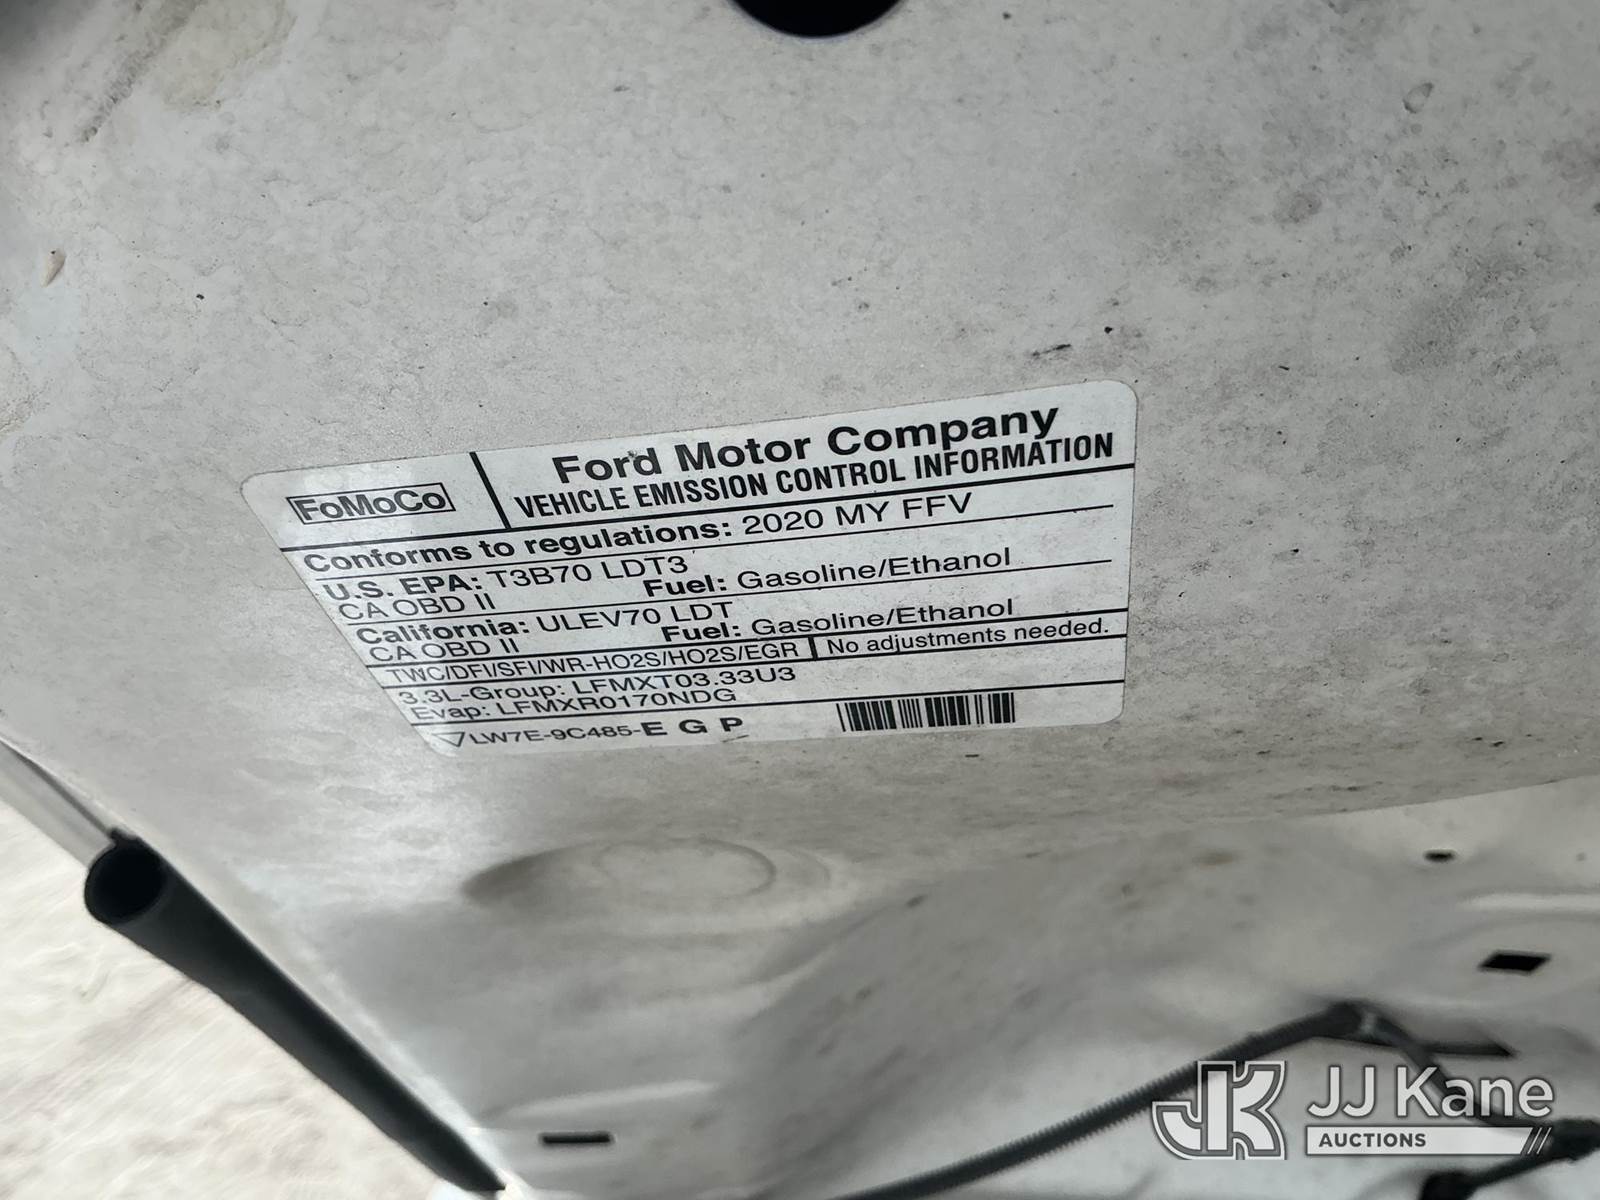 FoMoCo
Ford Motor Company
VEHICLE EMISSION CONTROL INFORMATION
Conforms to regulations: 2020 MY FFV
U.S. EPA: T3B70 LDT3
CA OBD II Fuel: Gasoline/Ethanol
California: ULEV70 LDT
CA OBD II Fuel: Gasoline/Ethanol
TWC/DFI/SFI/WR-HO2S/HO2S/EGR No adjustments needed.
3.3L-Group: LFMXT03.33U3
Evap: LFMXR0170NDG
LW7E-9C485-E G P
JK JJ Kane
AUCTIONS